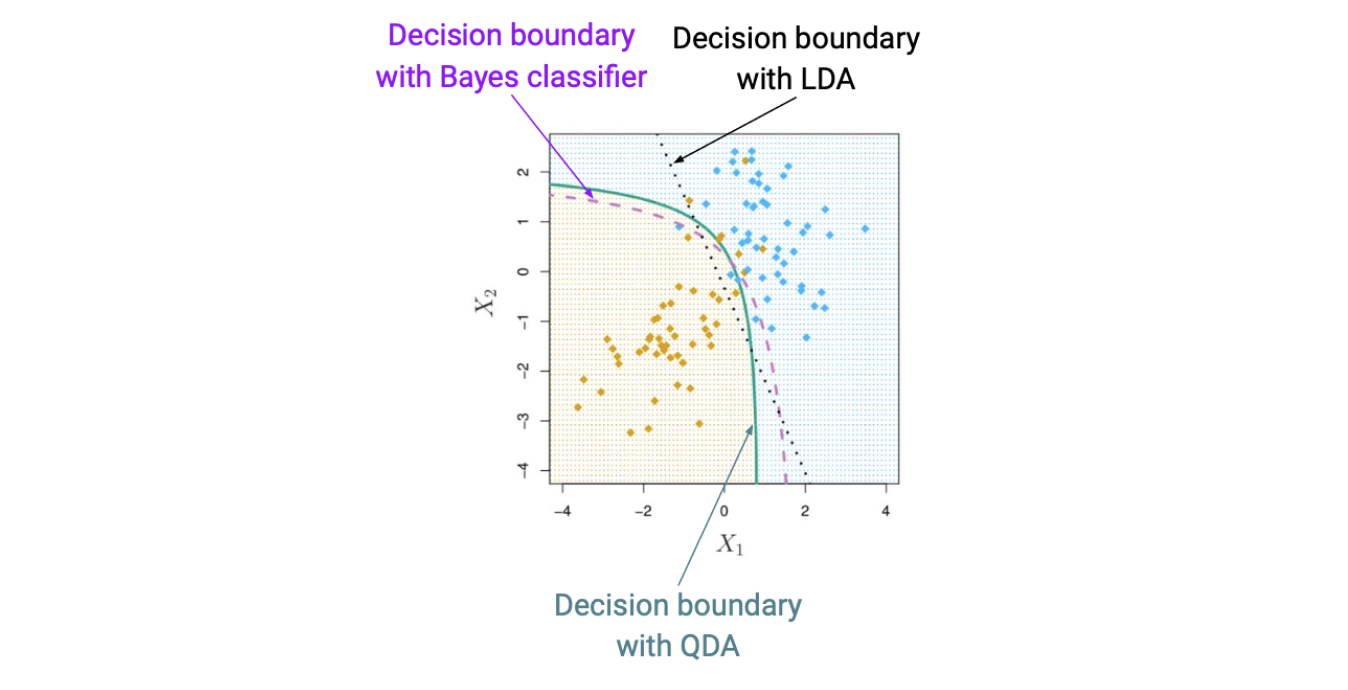 Decision boundary
with Bayes classifier
Decision boundary
with LDA
2
1
0
−1
−2
−3
−4
X2
−4 −2 0 2 4
X1
Decision boundary
with QDA